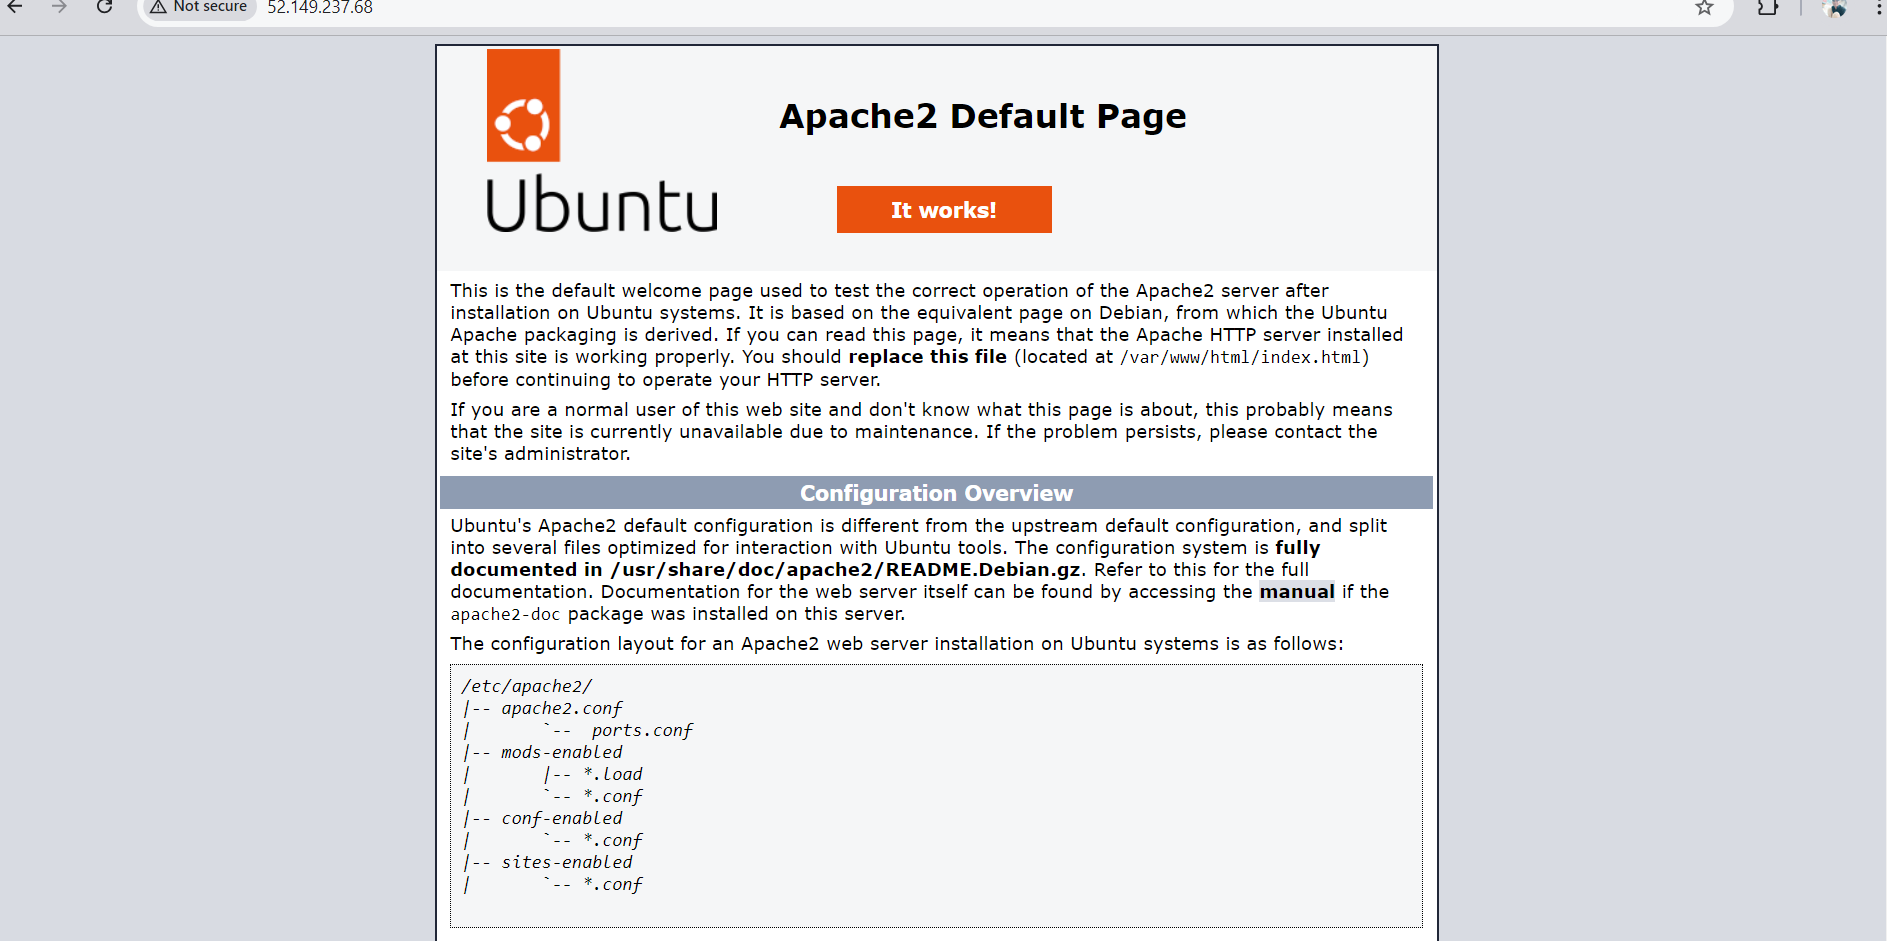 Not secure 52.149.237.68
Apache2 Default Page
Ubuntu
It works!
This is the default welcome page used to test the correct operation of the Apache2 server after
installation on Ubuntu systems. It is based on the equivalent page on Debian, from which the Ubuntu
Apache packaging is derived. If you can read this page, it means that the Apache HTTP server installed
at this site is working properly. You should replace this file (located at /var/www/html/index.html)
before continuing to operate your HTTP server.
If you are a normal user of this web site and don't know what this page is about, this probably means
that the site is currently unavailable due to maintenance. If the problem persists, please contact the
site's administrator.
Configuration Overview
Ubuntu's Apache2 default configuration is different from the upstream default configuration, and split
into several files optimized for interaction with Ubuntu tools. The configuration system is fully
documented in /usr/share/doc/apache2/README.Debian.gz. Refer to this for the full
documentation. Documentation for the web server itself can be found by accessing the manual if the
apache2-doc package was installed on this server.
The configuration layout for an Apache2 web server installation on Ubuntu systems is as follows:
/etc/apache2/
|-- apache2.conf
|       `--  ports.conf
|-- mods-enabled
|       |-- *.load
|       `-- *.conf
|-- conf-enabled
|       `-- *.conf
|-- sites-enabled
|       `-- *.conf